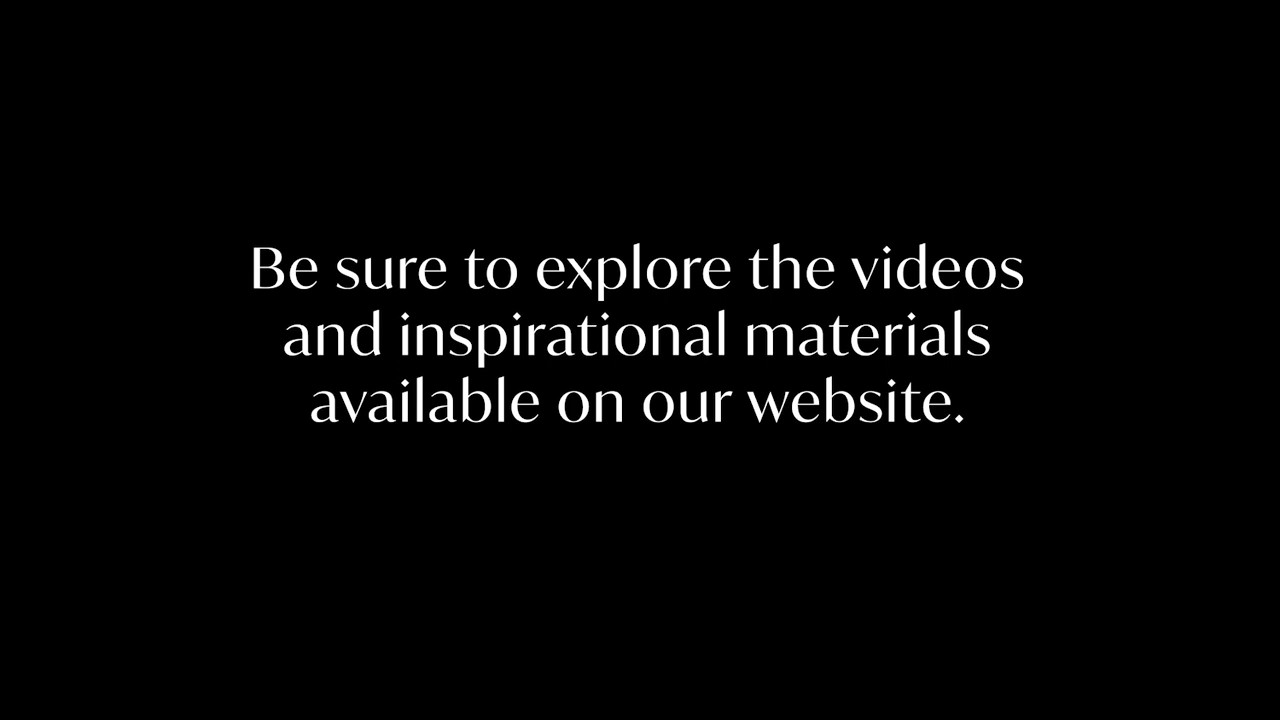 Be sure to explore the videos
and inspirational materials
available on our website.